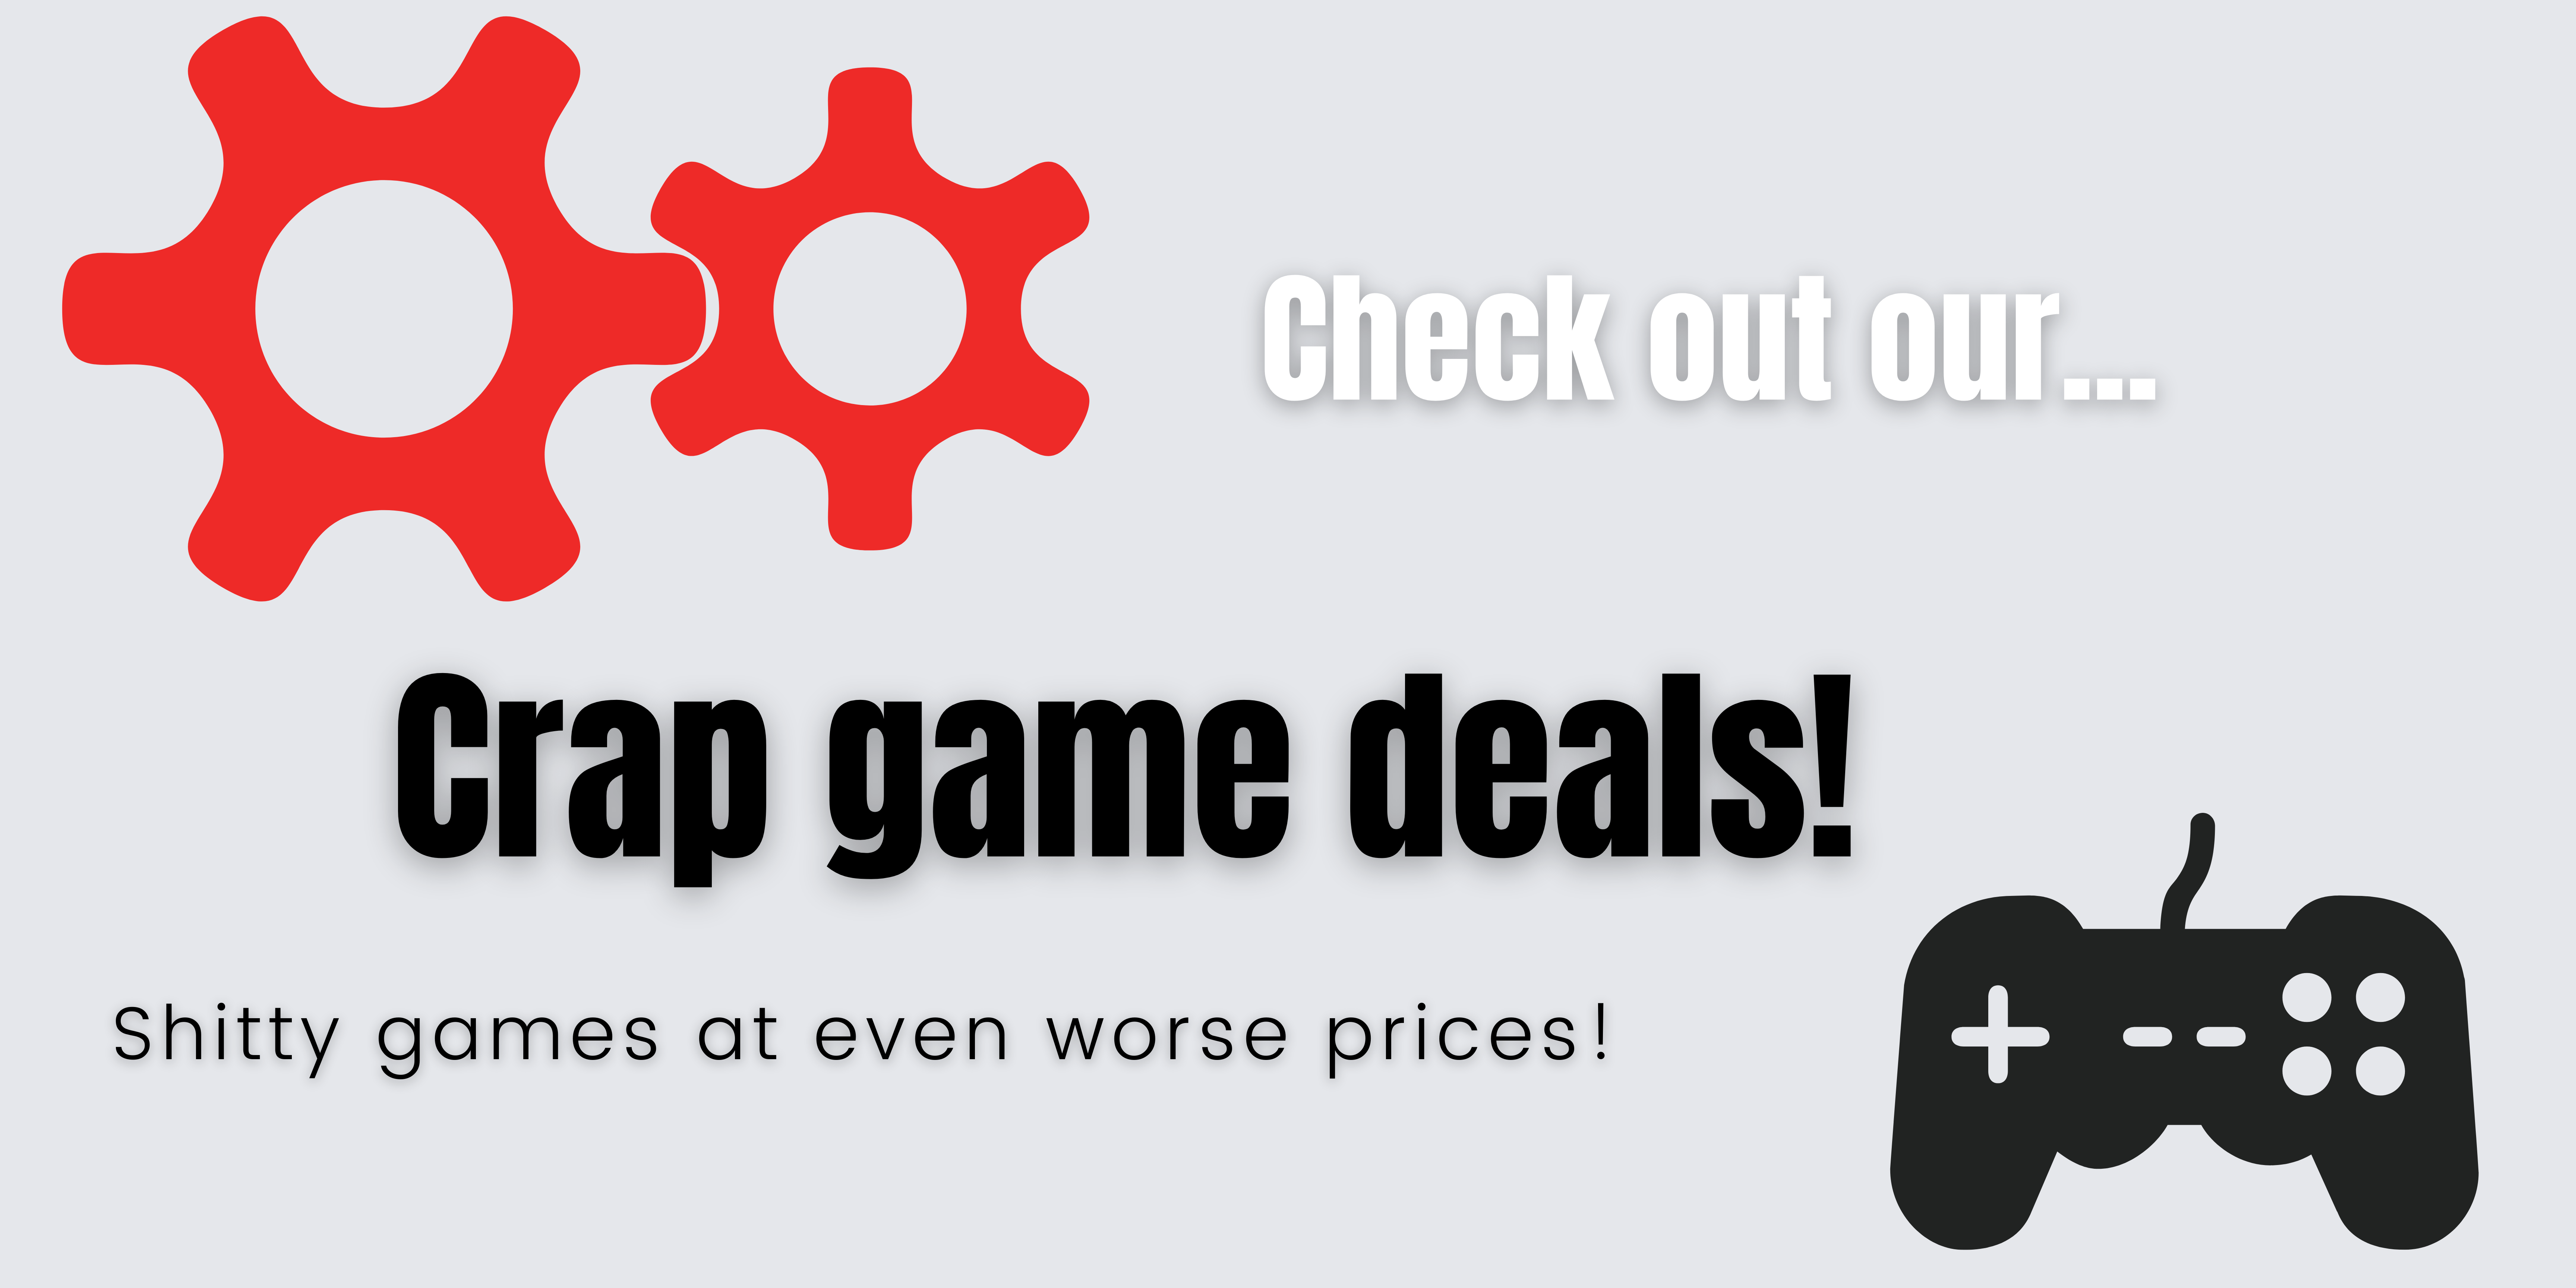 Check out our...
Crap game deals!
Shitty games at even worse prices!